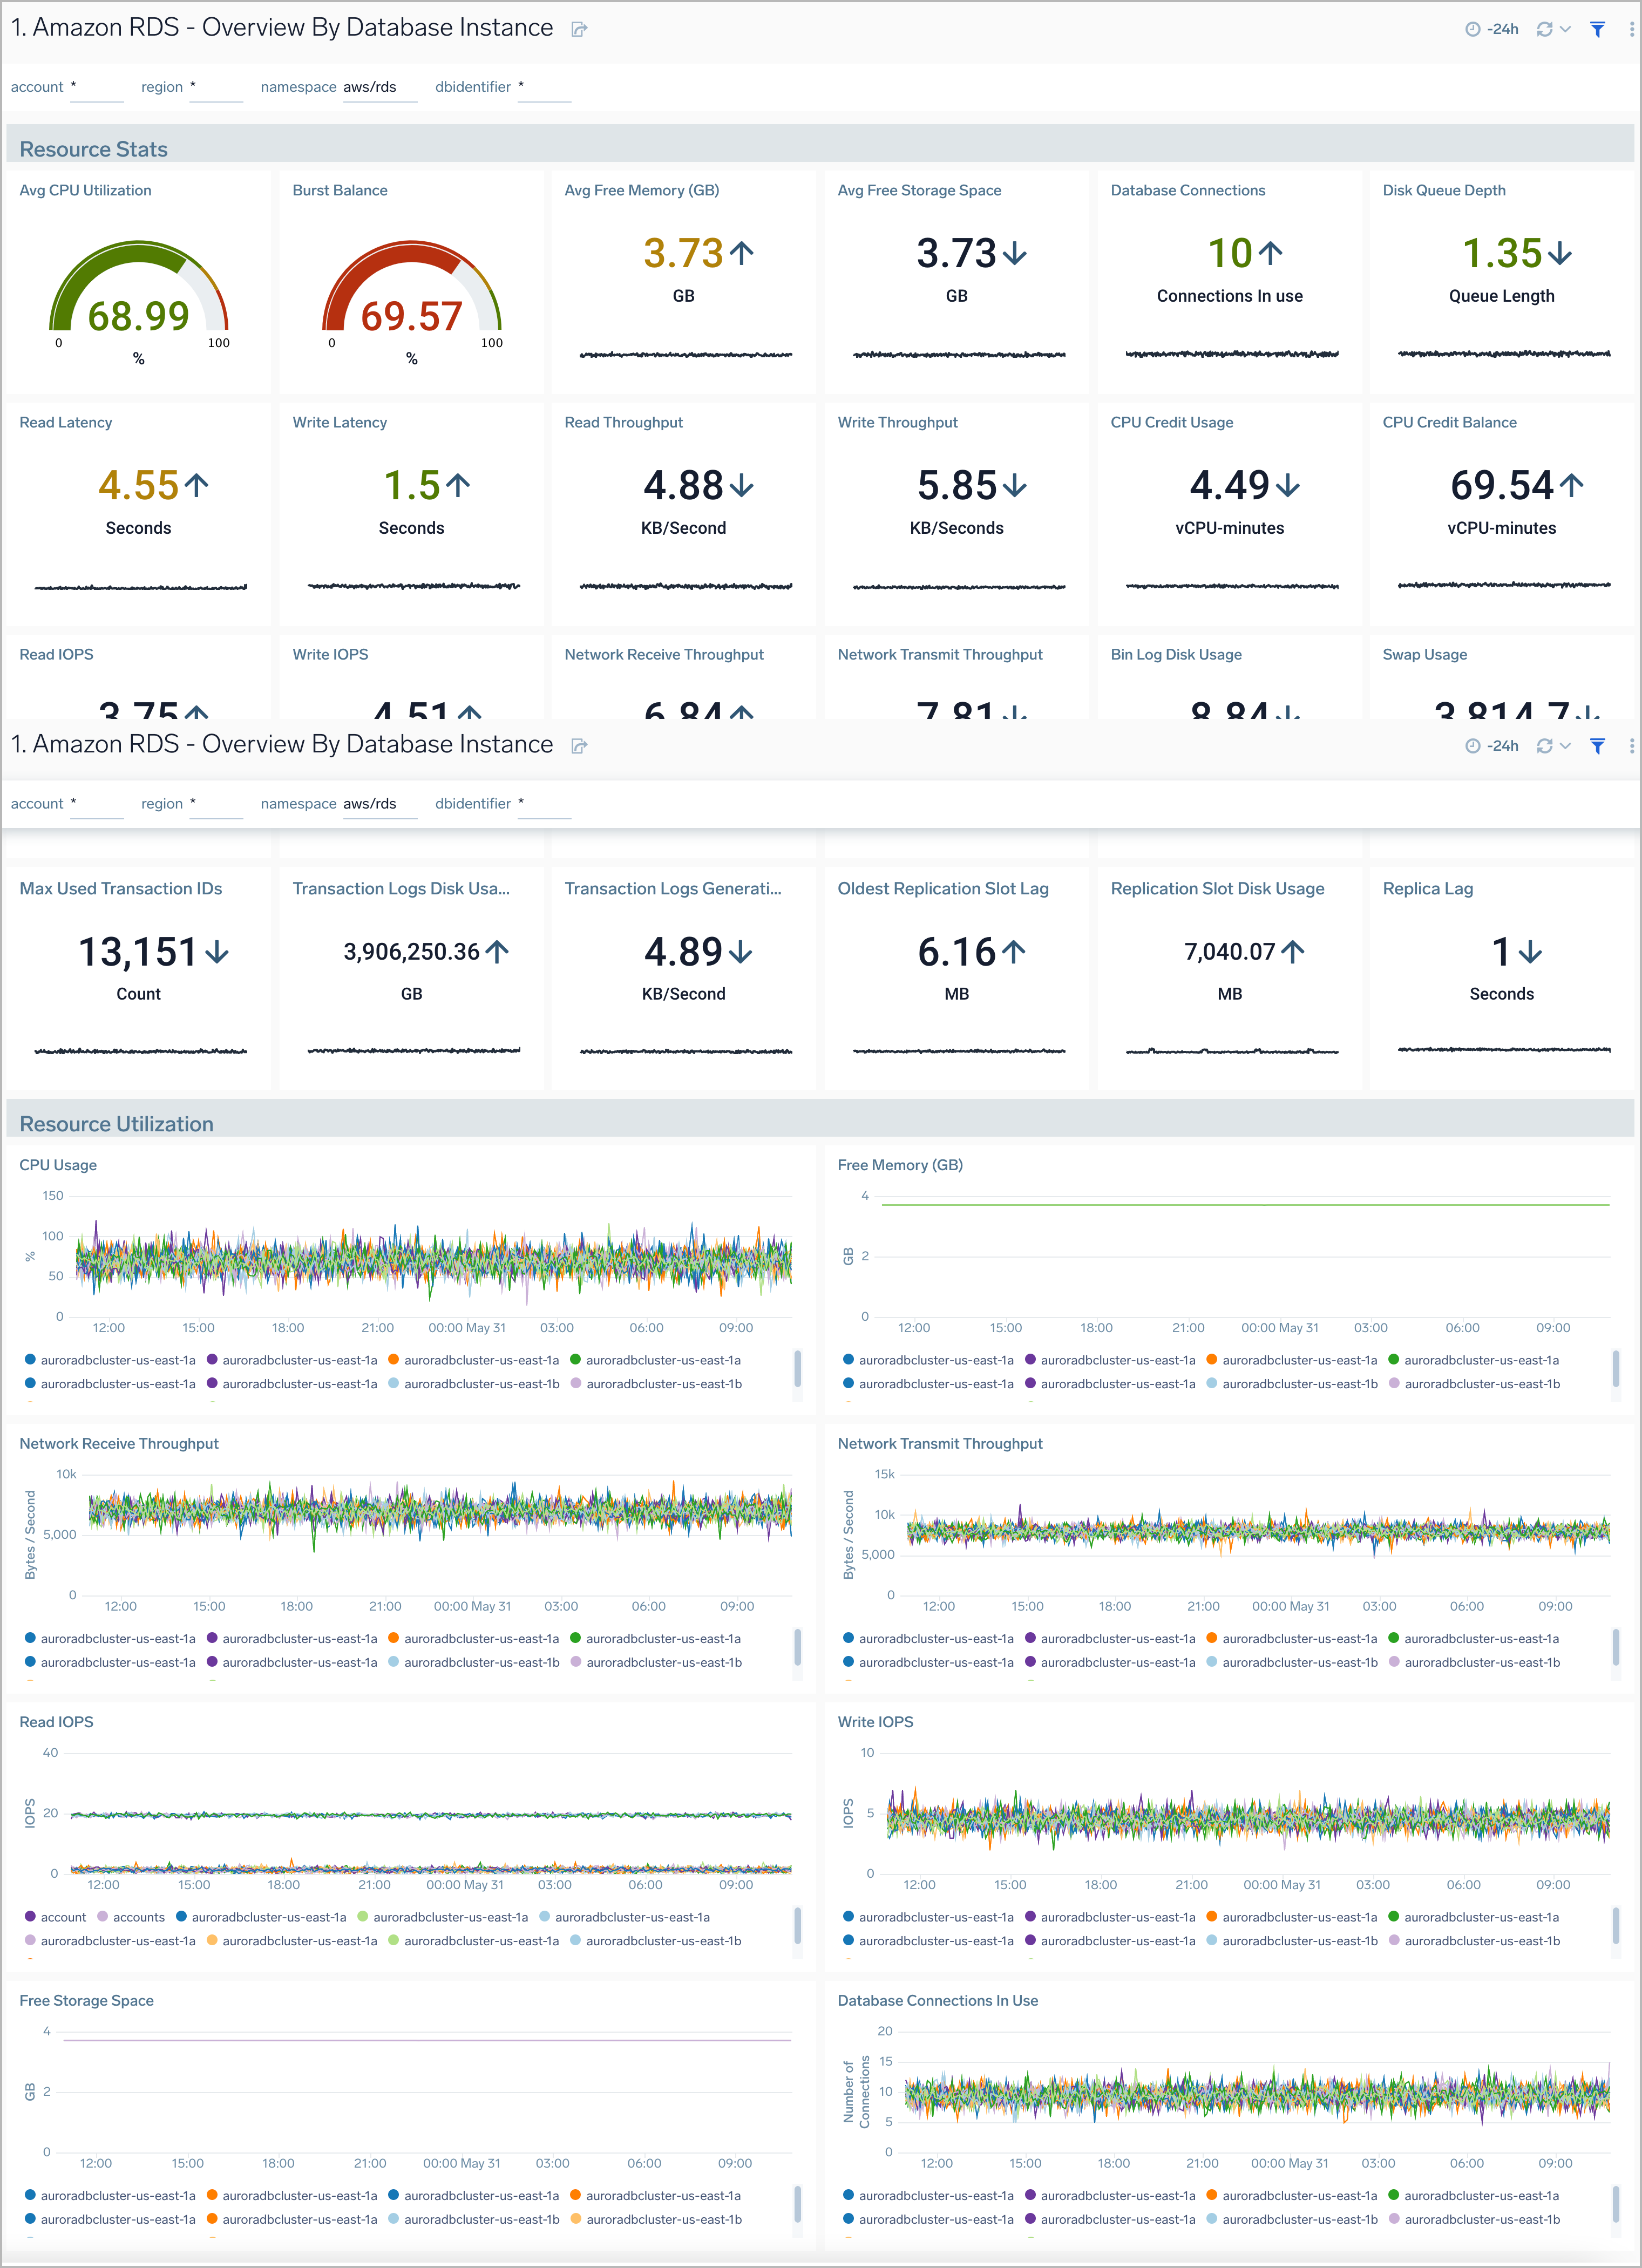 1. Amazon RDS - Overview By Database Instance
-24h
account * region * namespace aws/rds dbidentifier *
Resource Stats
Avg CPU Utilization Burst Balance Avg Free Memory (GB) Avg Free Storage Space Database Connections Disk Queue Depth
68.99 69.57 3.73 3.73 10 1.35
0 100 0 100 GB GB Connections In use Queue Length
% %
Read Latency Write Latency Read Throughput Write Throughput CPU Credit Usage CPU Credit Balance
4.55 1.5 4.88 5.85 4.49 69.54
Seconds Seconds KB/Second KB/Seconds vCPU-minutes vCPU-minutes
Read IOPS Write IOPS Network Receive Throughput Network Transmit Throughput Bin Log Disk Usage Swap Usage
3.75 4.51 6.84 7.81 8.84 3,814.7
1. Amazon RDS - Overview By Database Instance
-24h
account * region * namespace aws/rds dbidentifier *
Max Used Transaction IDs Transaction Logs Disk Usa... Transaction Logs Generati... Oldest Replication Slot Lag Replication Slot Disk Usage Replica Lag
13,151 3,906,250.36 4.89 6.16 7,040.07 1
Count GB KB/Second MB MB Seconds
Resource Utilization
CPU Usage
150
100
50
0
%
12:00 15:00 18:00 21:00 00:00 May 31 03:00 06:00 09:00
auroradbcluster-us-east-1a auroradbcluster-us-east-1a auroradbcluster-us-east-1a auroradbcluster-us-east-1a
auroradbcluster-us-east-1a auroradbcluster-us-east-1a auroradbcluster-us-east-1b auroradbcluster-us-east-1b
Free Memory (GB)
4
2
0
GB
12:00 15:00 18:00 21:00 00:00 May 31 03:00 06:00 09:00
auroradbcluster-us-east-1a auroradbcluster-us-east-1a auroradbcluster-us-east-1a auroradbcluster-us-east-1a
auroradbcluster-us-east-1a auroradbcluster-us-east-1a auroradbcluster-us-east-1b auroradbcluster-us-east-1b
Network Receive Throughput
10k
5,000
0
Bytes / Second
12:00 15:00 18:00 21:00 00:00 May 31 03:00 06:00 09:00
auroradbcluster-us-east-1a auroradbcluster-us-east-1a auroradbcluster-us-east-1a auroradbcluster-us-east-1a
auroradbcluster-us-east-1a auroradbcluster-us-east-1a auroradbcluster-us-east-1b auroradbcluster-us-east-1b
Network Transmit Throughput
15k
10k
5,000
0
Bytes / Second
12:00 15:00 18:00 21:00 00:00 May 31 03:00 06:00 09:00
auroradbcluster-us-east-1a auroradbcluster-us-east-1a auroradbcluster-us-east-1a auroradbcluster-us-east-1a
auroradbcluster-us-east-1a auroradbcluster-us-east-1a auroradbcluster-us-east-1b auroradbcluster-us-east-1b
Read IOPS
40
20
0
IOPS
12:00 15:00 18:00 21:00 00:00 May 31 03:00 06:00 09:00
account accounts auroradbcluster-us-east-1a auroradbcluster-us-east-1a auroradbcluster-us-east-1a
auroradbcluster-us-east-1a auroradbcluster-us-east-1a auroradbcluster-us-east-1a auroradbcluster-us-east-1b
Write IOPS
10
5
0
IOPS
12:00 15:00 18:00 21:00 00:00 May 31 03:00 06:00 09:00
auroradbcluster-us-east-1a auroradbcluster-us-east-1a auroradbcluster-us-east-1a auroradbcluster-us-east-1a
auroradbcluster-us-east-1a auroradbcluster-us-east-1a auroradbcluster-us-east-1b auroradbcluster-us-east-1b
Free Storage Space
4
2
0
GB
12:00 15:00 18:00 21:00 00:00 May 31 03:00 06:00 09:00
auroradbcluster-us-east-1a auroradbcluster-us-east-1a auroradbcluster-us-east-1a auroradbcluster-us-east-1a
auroradbcluster-us-east-1a auroradbcluster-us-east-1a auroradbcluster-us-east-1b auroradbcluster-us-east-1b
Database Connections In Use
20
15
10
5
0
Number of
Connections
12:00 15:00 18:00 21:00 00:00 May 31 03:00 06:00 09:00
auroradbcluster-us-east-1a auroradbcluster-us-east-1a auroradbcluster-us-east-1a auroradbcluster-us-east-1a
auroradbcluster-us-east-1a auroradbcluster-us-east-1a auroradbcluster-us-east-1b auroradbcluster-us-east-1b